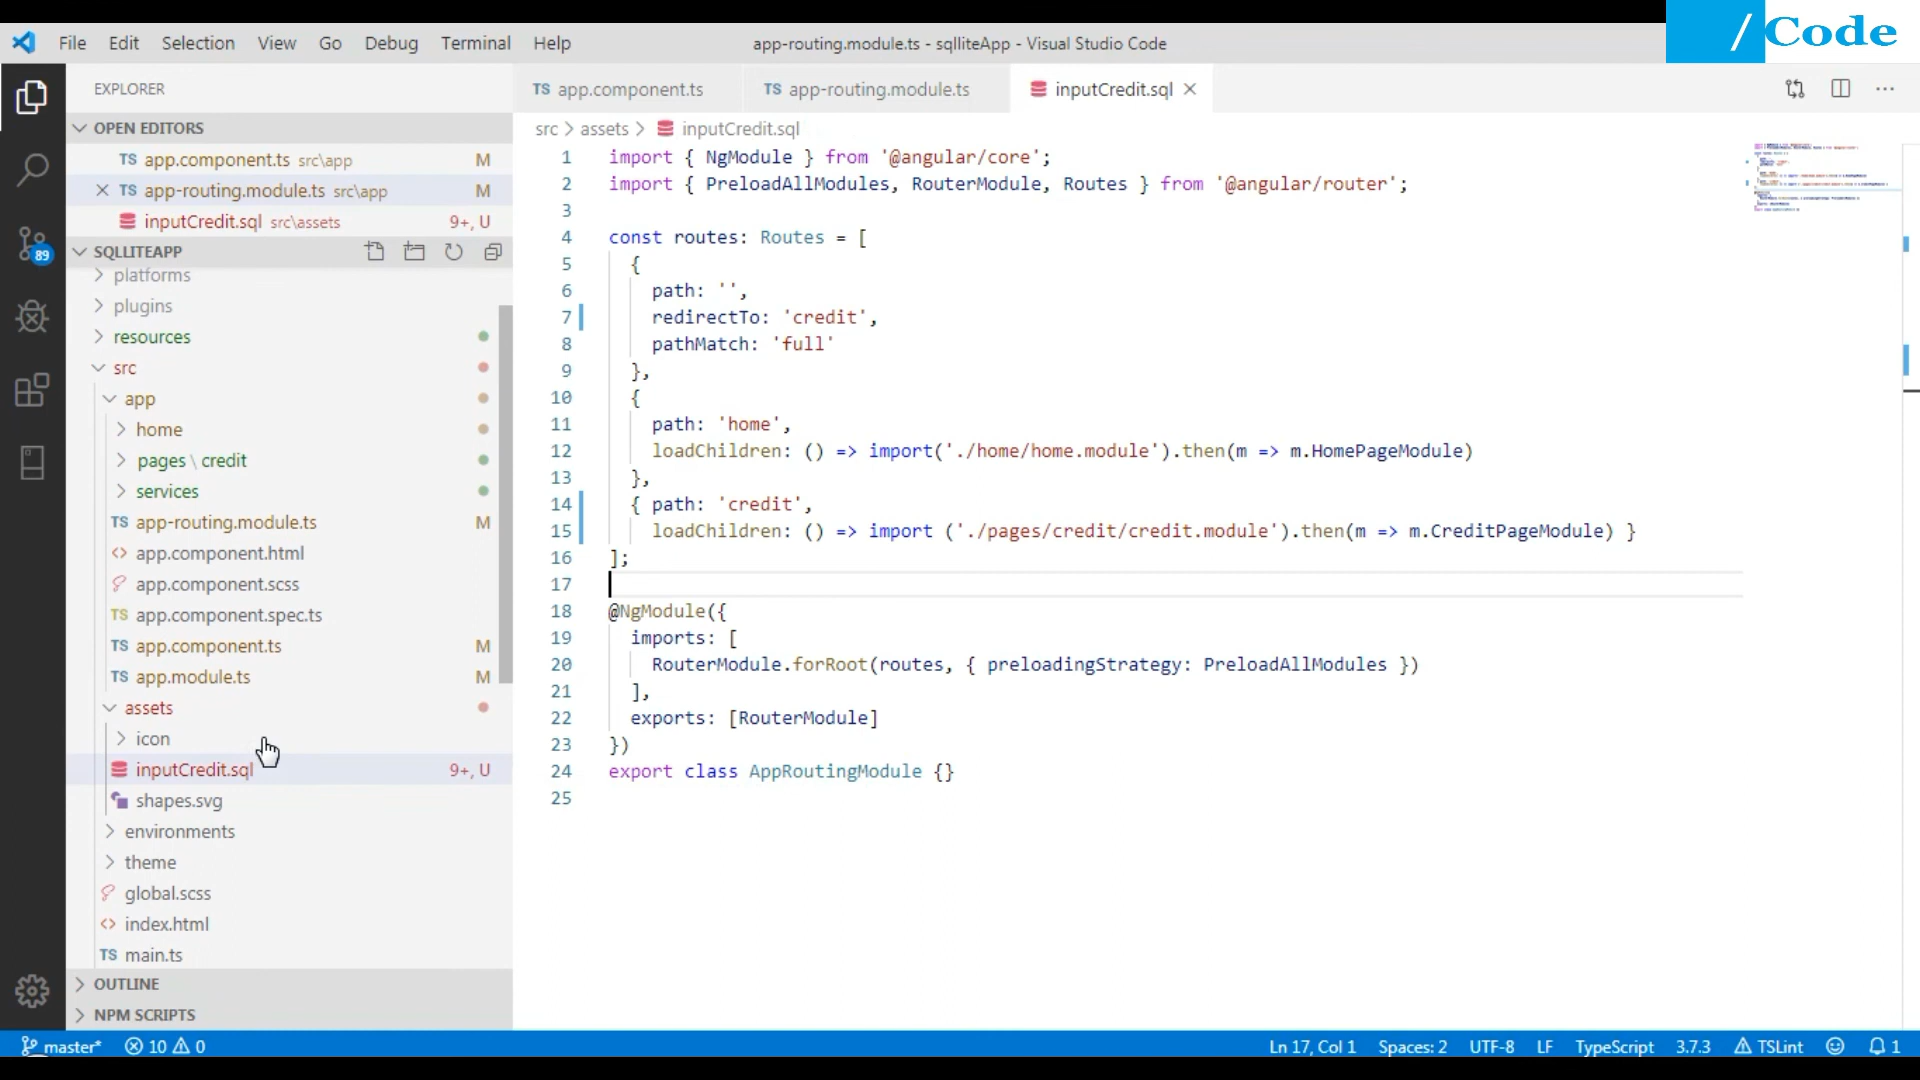 /Code
File Edit Selection View Go Debug Terminal Help
app-routing.module.ts - sqlliteApp - Visual Studio Code
EXPLORER
OPEN EDITORS
TS app.component.ts src\app M
TS app-routing.module.ts src\app M
inputCredit.sql src\assets 9+, U
89
SQLLITEAPP
platforms
plugins
resources
src
app
home
pages \ credit
services
TS app-routing.module.ts M
<> app.component.html
app.component.scss
TS app.component.spec.ts
TS app.component.ts M
TS app.module.ts M
assets
icon
inputCredit.sql 9+, U
shapes.svg
environments
theme
global.scss
<> index.html
TS main.ts
OUTLINE
NPM SCRIPTS
TS app.component.ts TS app-routing.module.ts inputCredit.sql
src > assets > inputCredit.sql
1 import { NgModule } from '@angular/core';
2 import { PreloadAllModules, RouterModule, Routes } from '@angular/router';
3
4 const routes: Routes = [
5 {
6 path: '',
7 redirectTo: 'credit',
8 pathMatch: 'full'
9 },
10 {
11 path: 'home',
12 loadChildren: () => import('./home/home.module').then(m => m.HomePageModule)
13 },
14 { path: 'credit',
15 loadChildren: () => import ('./pages/credit/credit.module').then(m => m.CreditPageModule) }
16 ];
17
18 @NgModule({
19 imports: [
20 RouterModule.forRoot(routes, { preloadingStrategy: PreloadAllModules })
21 ],
22 exports: [RouterModule]
23 })
24 export class AppRoutingModule {}
25
master* 10 0 Ln 17, Col 1 Spaces: 2 UTF-8 LF TypeScript 3.7.3 TSLint 1